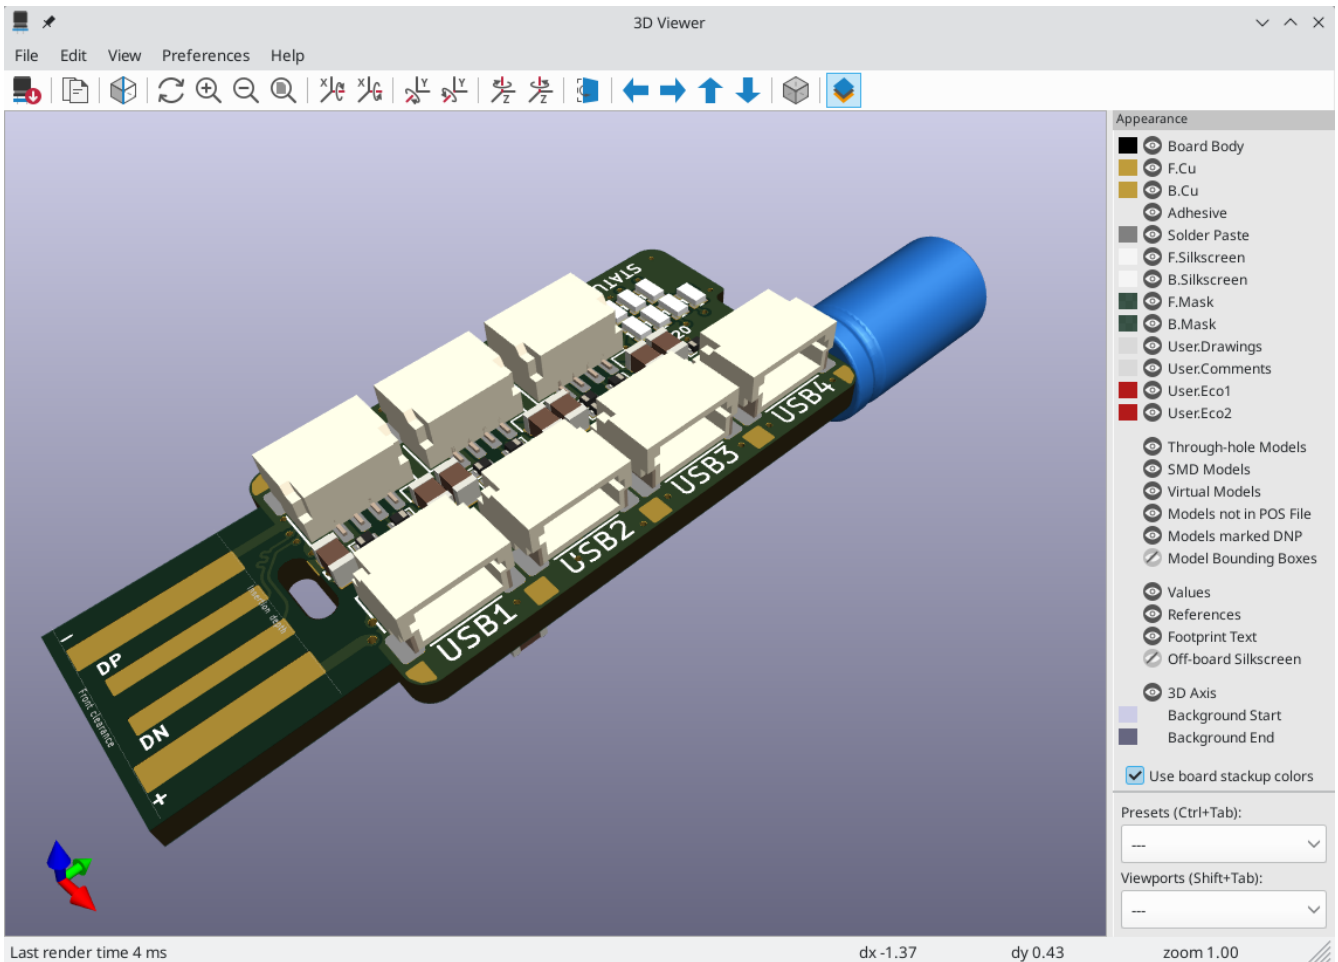 3D Viewer
File Edit View Preferences Help
Appearance
Board Body
F.Cu
B.Cu
Adhesive
Solder Paste
F.Silkscreen
B.Silkscreen
F.Mask
B.Mask
User.Drawings
User.Comments
User.Eco1
User.Eco2
Through-hole Models
SMD Models
Virtual Models
Models not in POS File
Models marked DNP
Model Bounding Boxes
Values
References
Footprint Text
Off-board Silkscreen
3D Axis
Background Start
Background End
Use board stackup colors
Presets (Ctrl+Tab):
---
Viewports (Shift+Tab):
---
STATU
20
USB4
USB3
USB2
USB1
Insertion depth
-
DP
DN
+
Front clearance
Last render time 4 ms dx -1.37 dy 0.43 zoom 1.00